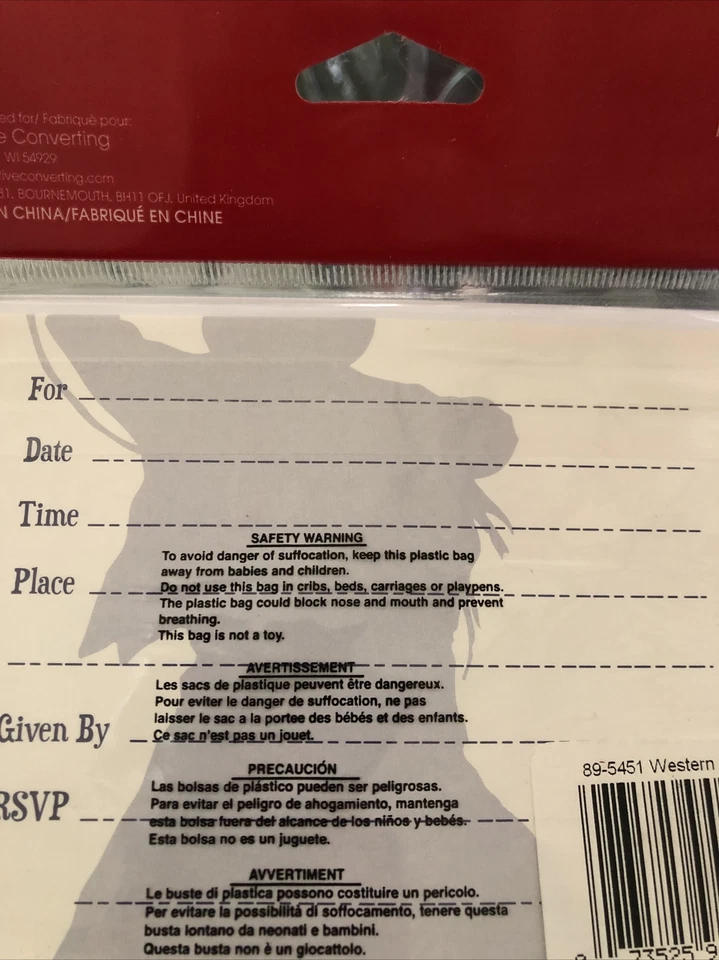 ed for/ Fabriqué pour:
e Converting
WI 54929
iveconverting.com
31, BOURNEMOUTH, BH11 OFJ, United Kingdom
N CHINA/FABRIQUÉ EN CHINE
For
Date
Time
Place
Given By
RSVP
SAFETY WARNING
To avoid danger of suffocation, keep this plastic bag
away from babies and children.
Do not use this bag in cribs, beds, carriages or playpens.
The plastic bag could block nose and mouth and prevent
breathing.
This bag is not a toy.
AVERTISSEMENT
Les sacs de plastique peuvent être dangereux.
Pour eviter le danger de suffocation, ne pas
laisser le sac a la portee des bébés et des enfants.
Ce sac n'est pas un jouet.
PRECAUCIÓN
Las bolsas de plástico pueden ser peligrosas.
Para evitar el peligro de ahogamiento, mantenga
esta bolsa fuera del alcance de los niños y bebés.
Esta bolsa no es un juguete.
AVVERTIMENT
Le buste di plastica possono costituire un pericolo.
Per evitare la possibilitá di soffocamento, tenere questa
busta lontano da neonati e bambini.
Questa busta non è un giocattolo.
89-5451 Western
73525 9